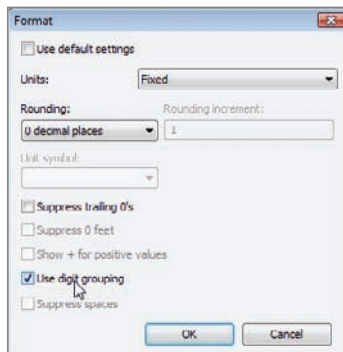 Format
Use default settings
Units: Fixed
Rounding: Rounding increment:
0 decimal places 1
Unit symbol:
Suppress trailing 0's
Suppress 0 feet
Show + for positive values
Use digit grouping
Suppress spaces
OK Cancel